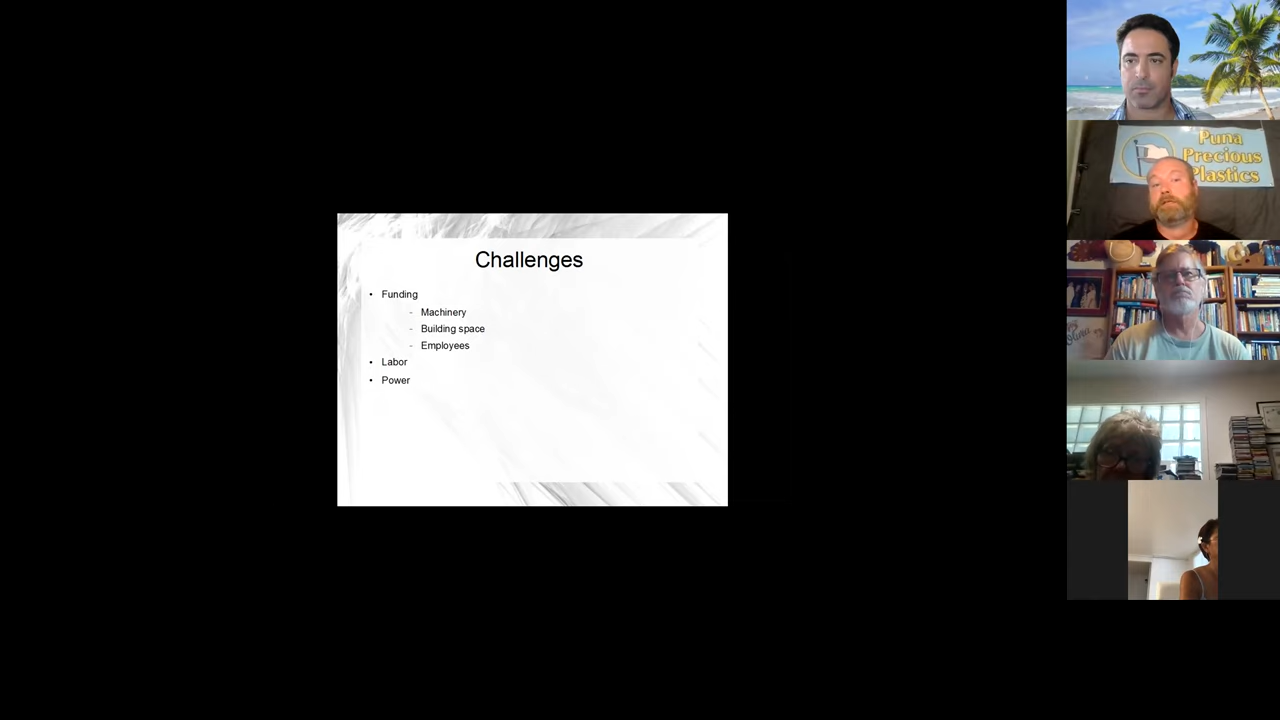 Challenges
• Funding
- Machinery
- Building space
- Employees
• Labor
• Power
Puna
Precious
Plastics